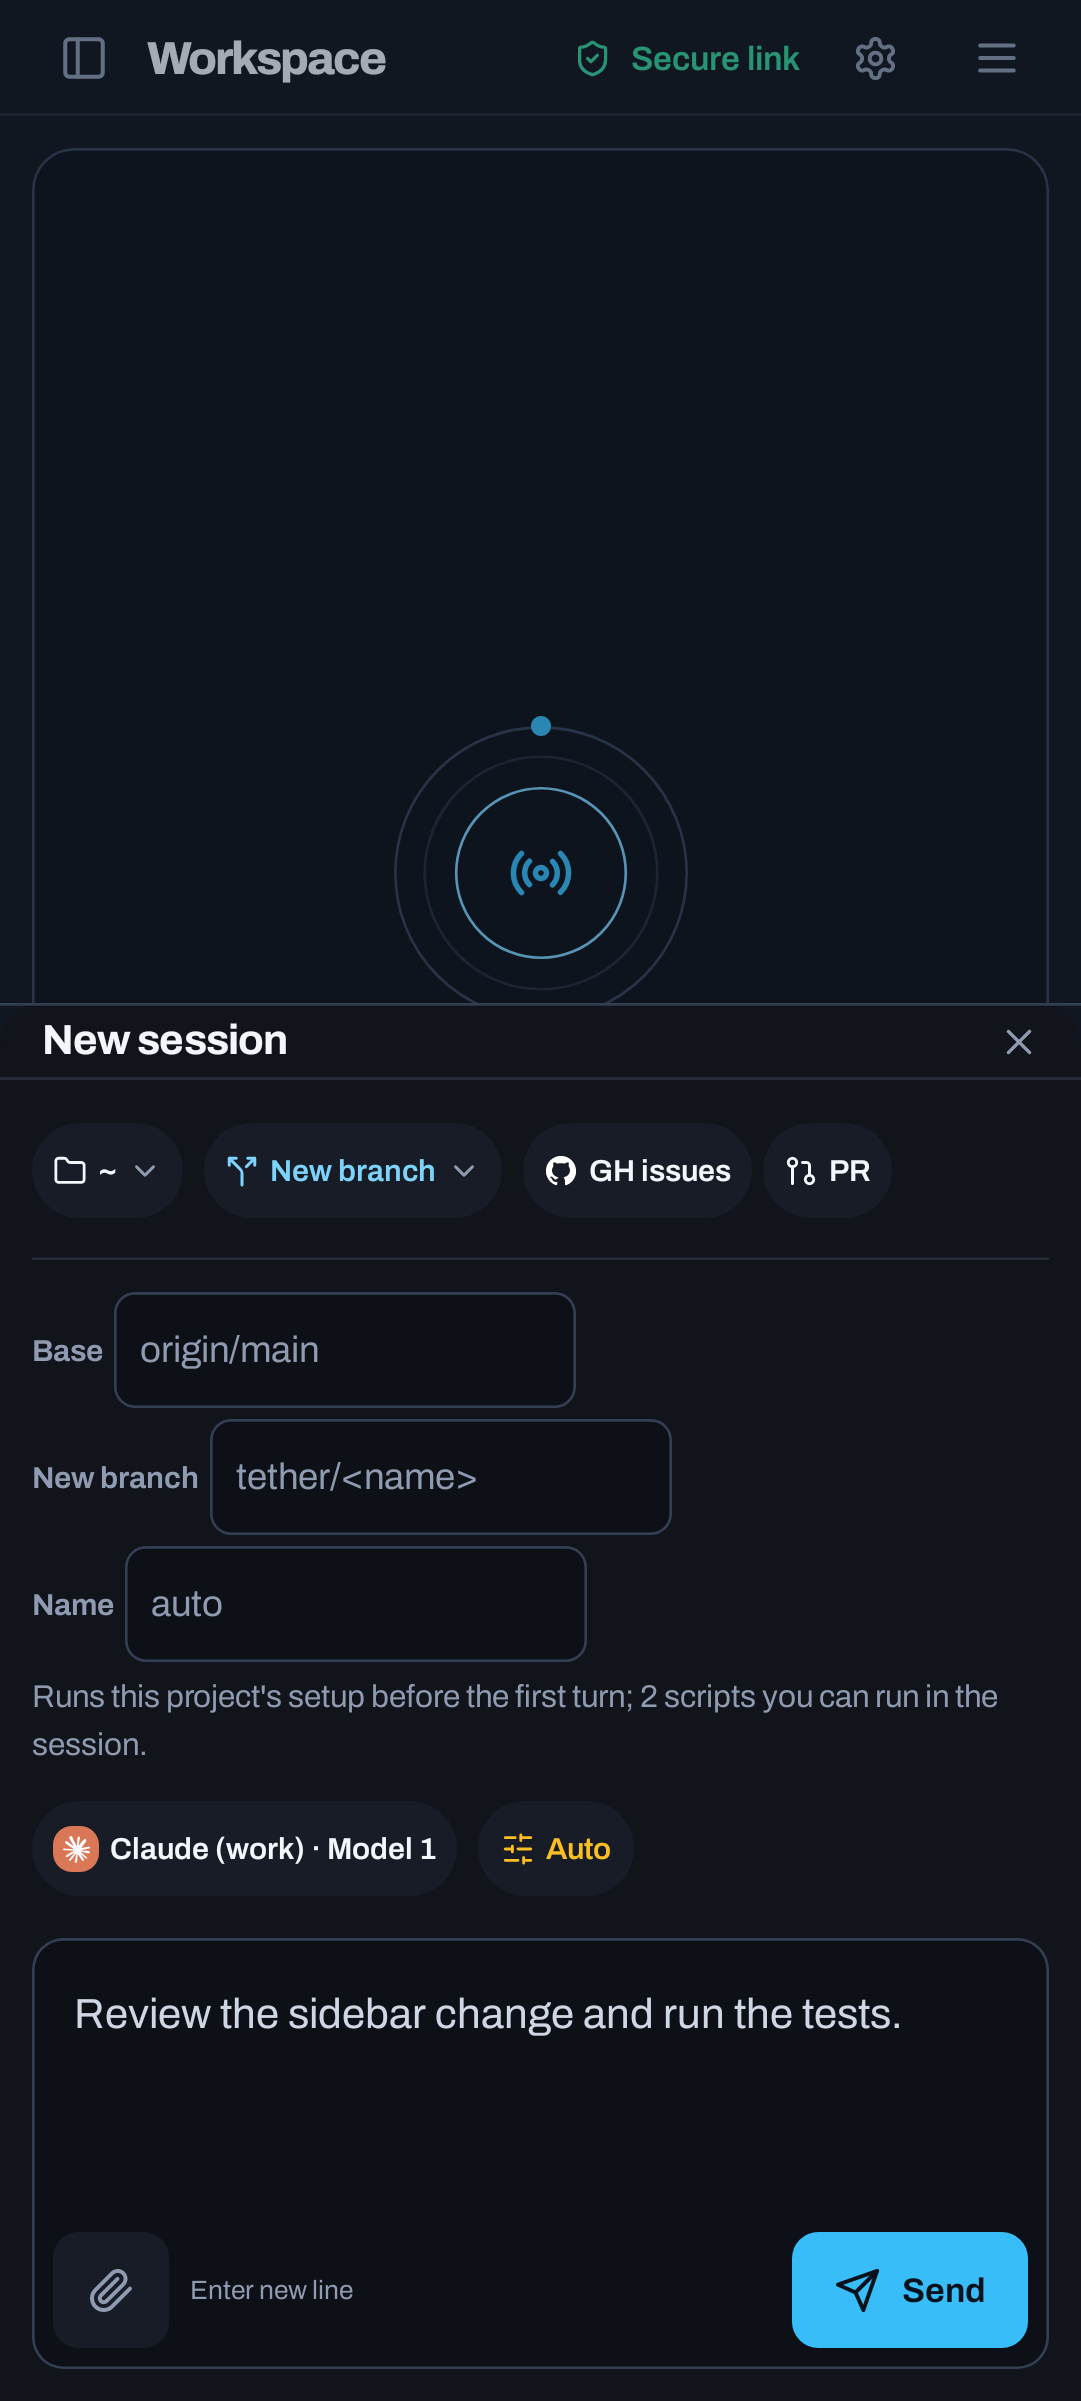 Workspace
Secure link
New session
~
New branch
GH issues
PR
Base
origin/main
New branch
tether/<name>
Name
auto
Runs this project's setup before the first turn; 2 scripts you can run in the
session.
Claude (work) · Model 1
Auto
Review the sidebar change and run the tests.
Enter new line
Send